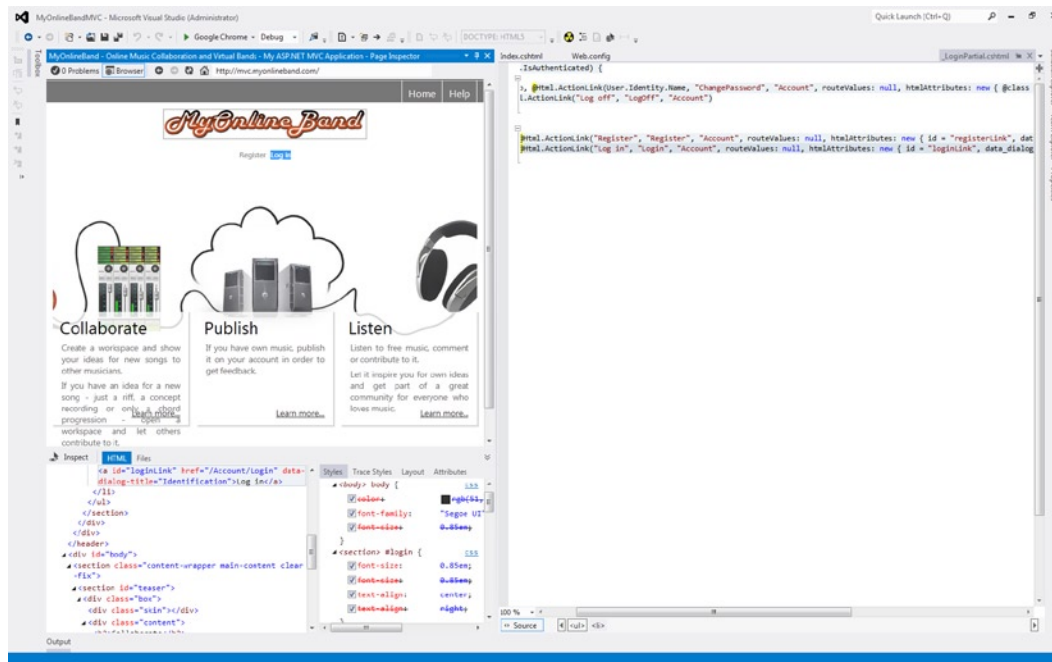 MyOnlineBandMVC - Microsoft Visual Studio (Administrator)
Quick Launch (Ctrl+Q)
Google Chrome
Debug
DOCTYPE: HTML5
Toolbox
MyOnlineBand - Online Music Collaboration and Virtual Bands - My ASP.NET MVC Application - Page Inspector
0 Problems
Browser
http://mvc.myonlineband.com/
Home
Help
MyOnline Band
Register
Log in
Collaborate
Create a workspace and show
your ideas for new songs to
other musicians.
If you have an idea for a new
song - just a riff, a concept
recording or only a chord
progression - open a
workspace and let others
contribute to it.
Learn more...
Publish
If you have own music, publish
it on your account in order to
get feedback.
Learn more...
Listen
Listen to free music, comment
or contribute to it.
Let it inspire you for own ideas
and get part of a great
community for everyone who
loves music.
Learn more...
Inspect
HTML
Files
<a id="loginLink" href="/Account/Login" data-
dialog-title="Identification">Log in</a>
</li>
</ul>
</section>
</div>
</div>
</header>
<div id="body">
<section class="content-wrapper main-content clear
-fix">
<section id="teaser">
<div class="box">
<div class="skin"></div>
<div class="content">
Styles
Trace Styles
Layout
Attributes
<body> body {
css
color:
rgb(51,
font-family:
"Segoe UI"
font-size:
0.85em;
}
<section> #login {
css
font-size:
0.85em;
font-size:
0.85em;
text-align:
center;
text-align:
right;
Index.cshtml
Web.config
_LoginPartial.cshtml
.IsAuthenticated) {
, @Html.ActionLink(User.Identity.Name, "ChangePassword", "Account", routeValues: null, htmlAttributes: new { @class
l.ActionLink("Log off", "LogOff", "Account")
@Html.ActionLink("Register", "Register", "Account", routeValues: null, htmlAttributes: new { id = "registerLink", dat
@Html.ActionLink("Log in", "Login", "Account", routeValues: null, htmlAttributes: new { id = "loginLink", data_dialog
100 %
Source
<ul>
<li>
Output